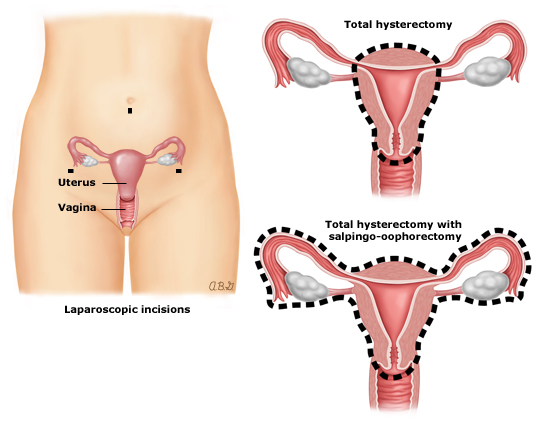 Total hysterectomy
Uterus
Vagina
Total hysterectomy with
salpingo-oophorectomy
Laparoscopic incisions